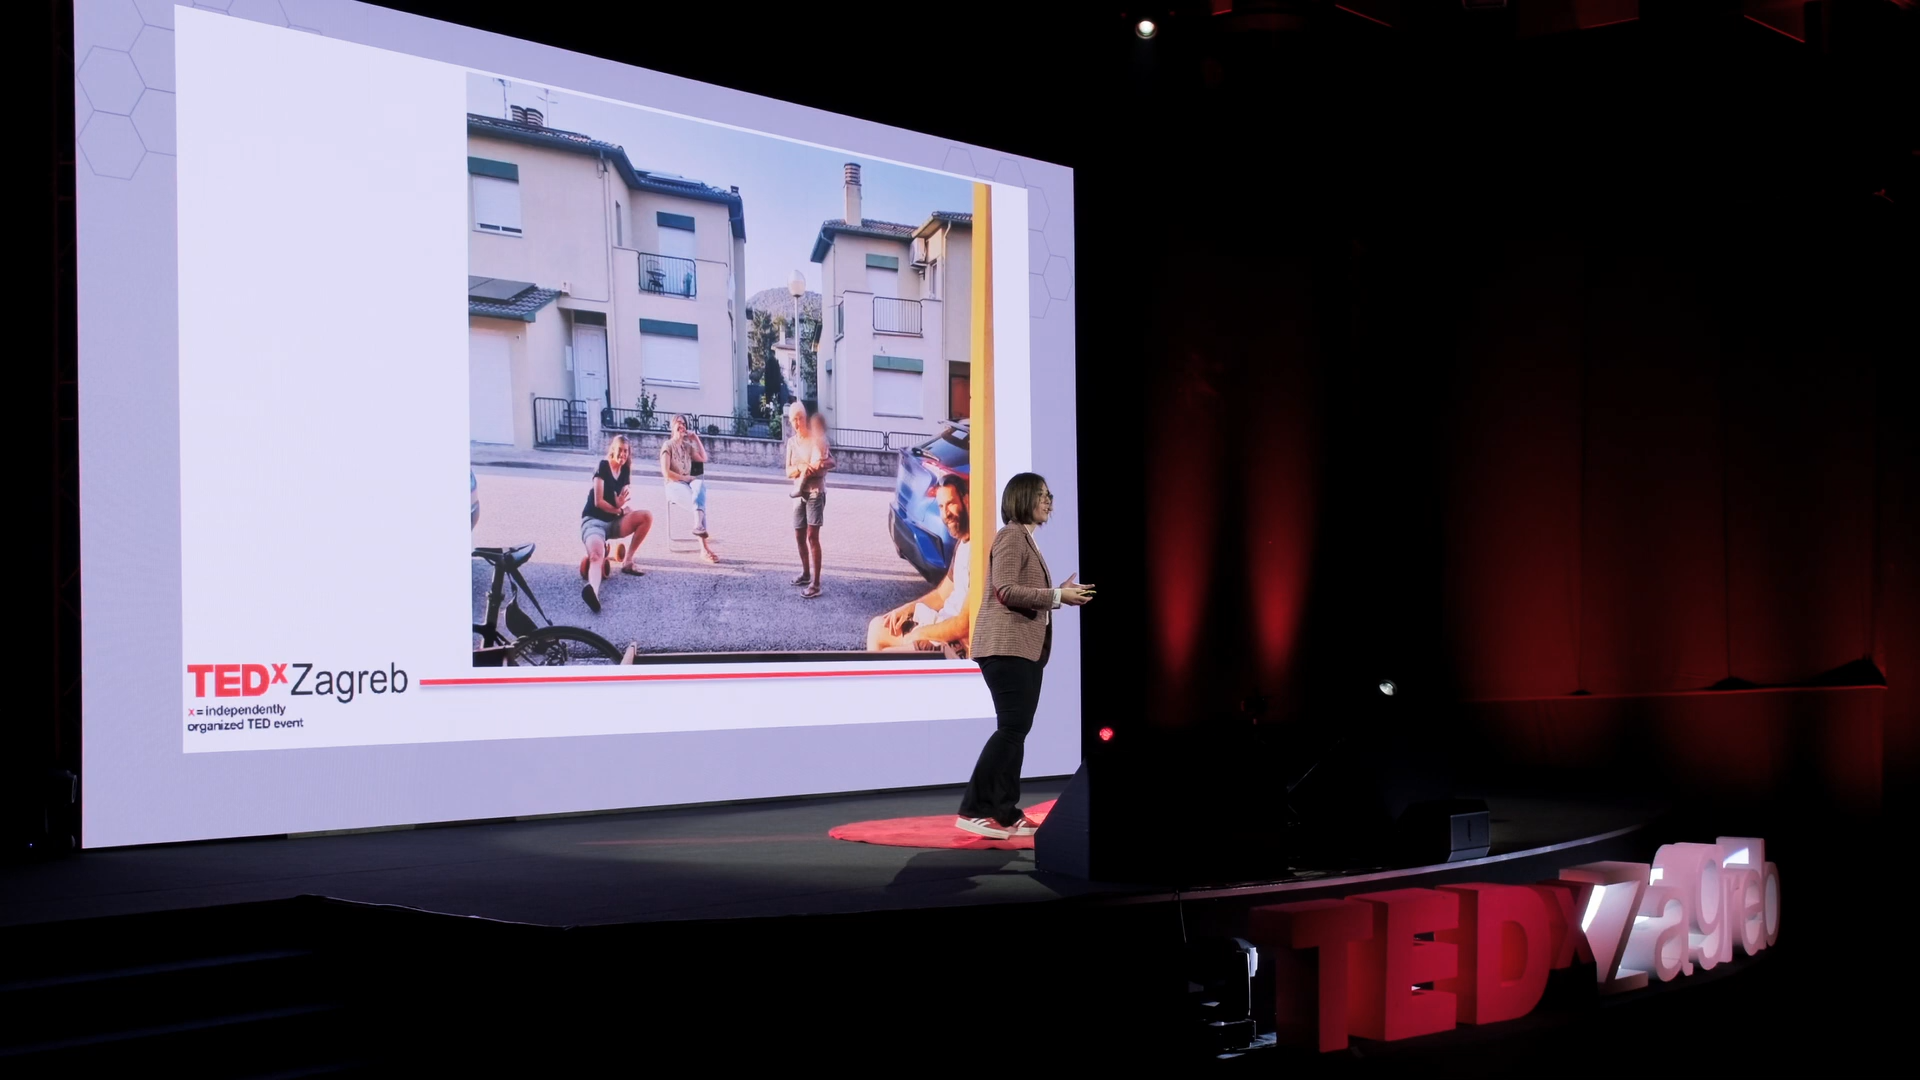 TEDxZagreb
x = independently
organized TED event
TEDxZagreb